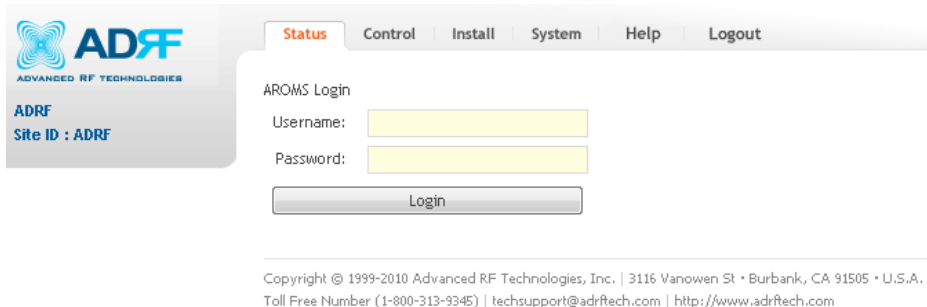 ADRF
ADVANCED RF TECHNOLOGIES
ADRF
Site ID : ADRF
Status Control Install System Help Logout
AROMS Login
Username:
Password:
Login
Copyright © 1999-2010 Advanced RF Technologies, Inc. | 3116 Vanowen St • Burbank, CA 91505 • U.S.A.
Toll Free Number (1-800-313-9345) | techsupport@adrftech.com | http://www.adrftech.com